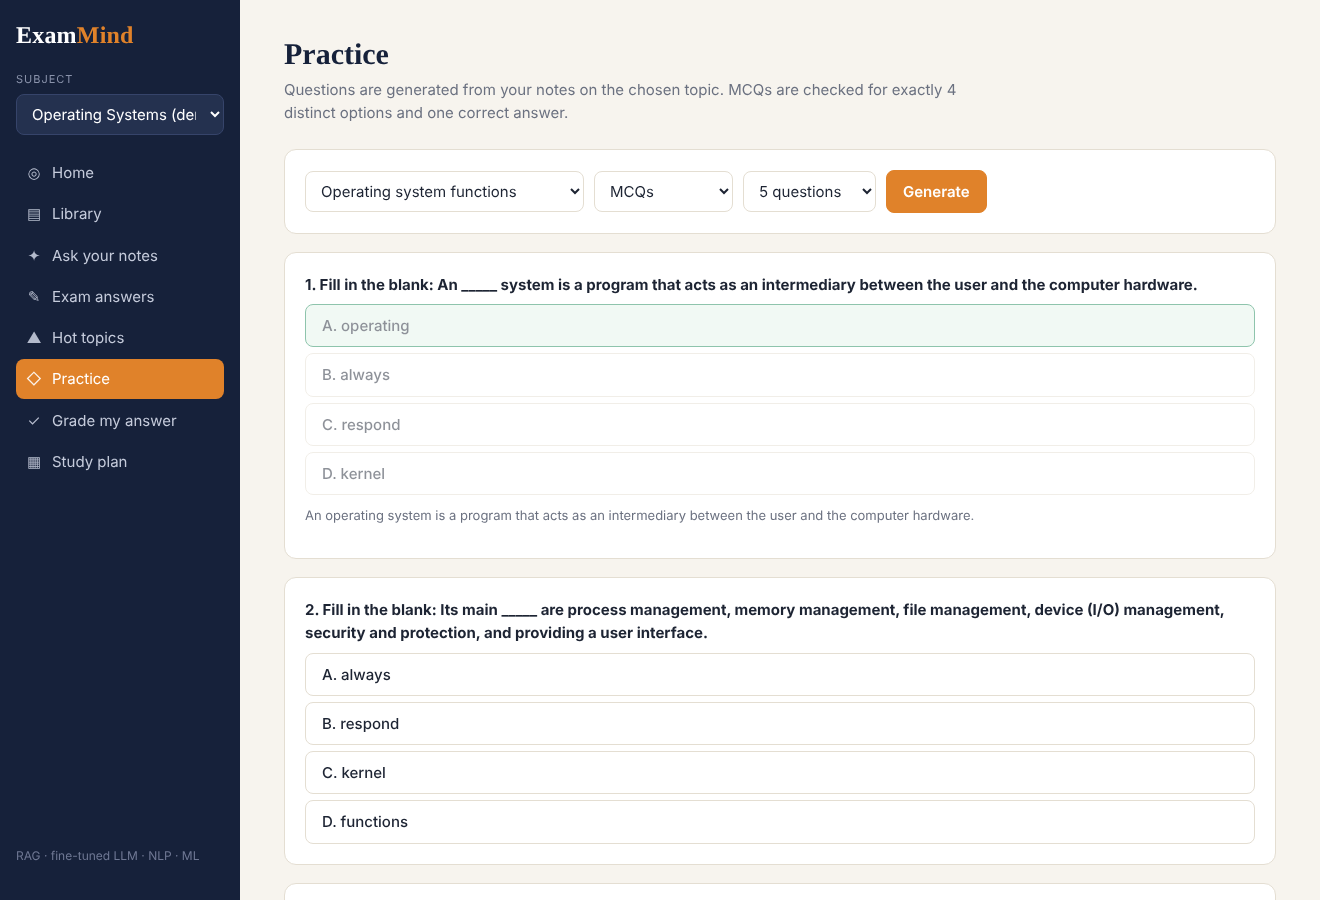 ExamMind
SUBJECT
Operating Systems (de
Home
Library
Ask your notes
Exam answers
Hot topics
Practice
Grade my answer
Study plan
RAG · fine-tuned LLM · NLP · ML
Practice
Questions are generated from your notes on the chosen topic. MCQs are checked for exactly 4
distinct options and one correct answer.
Operating system functions
MCQs
5 questions
Generate
1. Fill in the blank: An _____ system is a program that acts as an intermediary between the user and the computer hardware.
A. operating
B. always
C. respond
D. kernel
An operating system is a program that acts as an intermediary between the user and the computer hardware.
2. Fill in the blank: Its main _____ are process management, memory management, file management, device (I/O) management,
security and protection, and providing a user interface.
A. always
B. respond
C. kernel
D. functions